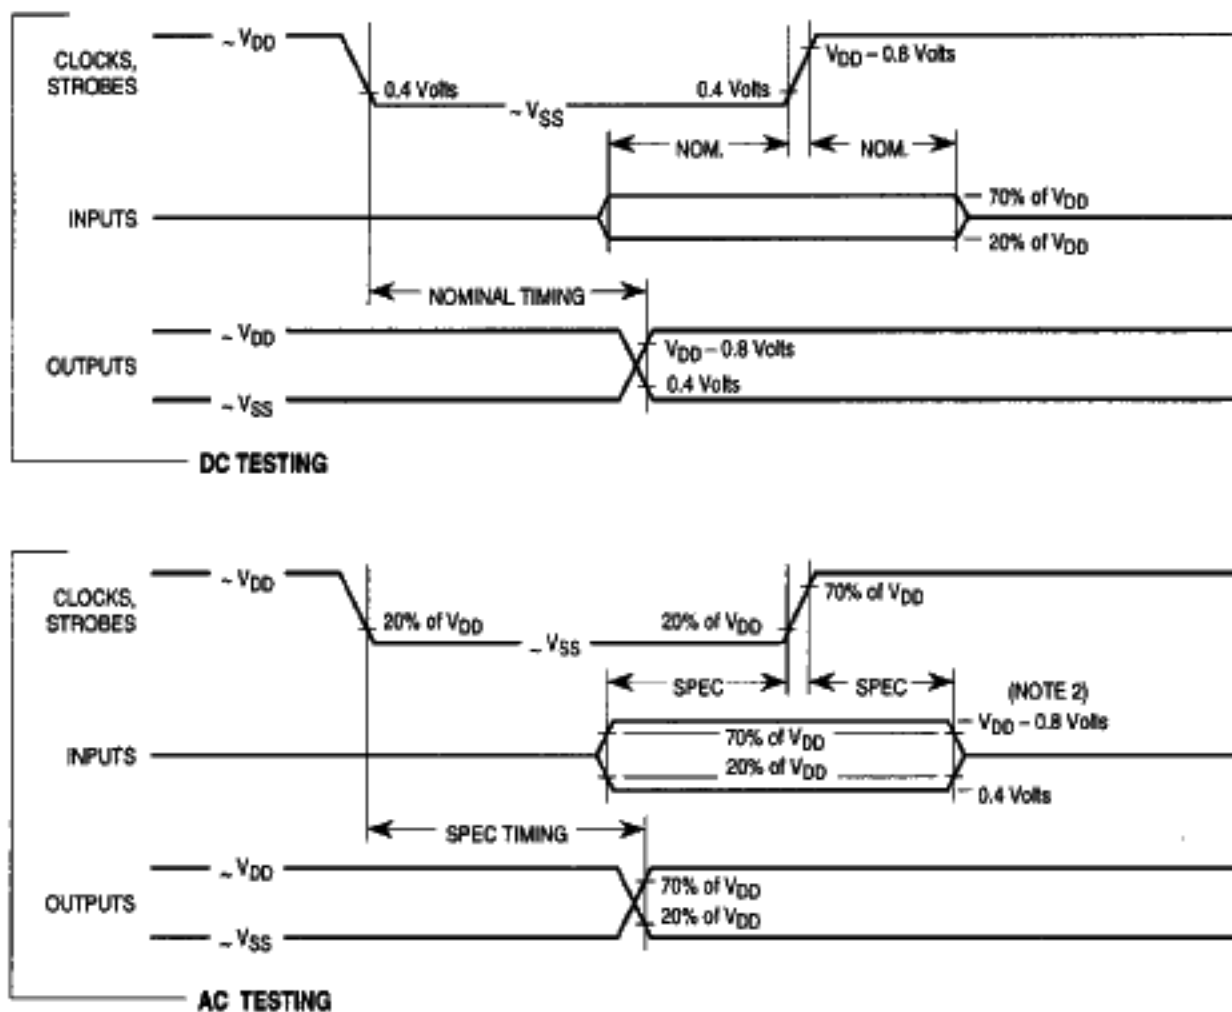 ~ VDD
CLOCKS,
STROBES
VDD – 0.8 Volts
0.4 Volts
0.4 Volts
~ VSS
NOM.
NOM.
INPUTS
70% of VDD
20% of VDD
NOMINAL TIMING
~ VDD
OUTPUTS
VDD – 0.8 Volts
0.4 Volts
~ VSS
DC TESTING
~ VDD
CLOCKS,
STROBES
70% of VDD
20% of VDD
20% of VDD
~ VSS
SPEC
SPEC
(NOTE 2)
VDD – 0.8 Volts
INPUTS
70% of VDD
20% of VDD
0.4 Volts
SPEC TIMING
~ VDD
OUTPUTS
70% of VDD
20% of VDD
~ VSS
AC TESTING